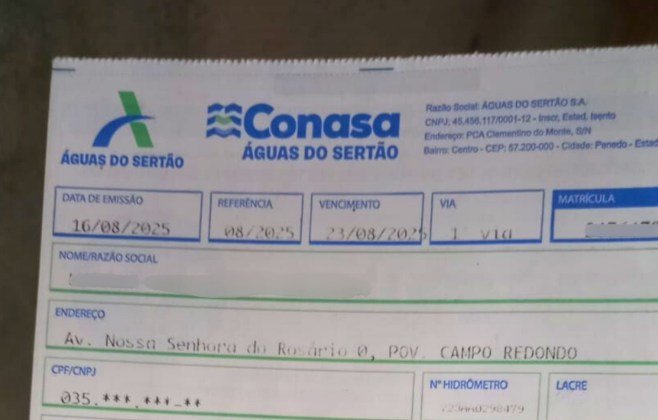 Conasa
ÁGUAS DO SERTÃO
ÁGUAS DO SERTÃO
Razão Social: ÁGUAS DO SERTÃO S.A.
CNPJ: 45.456.117/0001-12 - Inscr. Estad. Isento
Endereço: PCA Clementino do Monte, S/N
Bairro: Centro - CEP: 57.200-000 - Cidade: Penedo - Estad
DATA DE EMISSÃO
16/08/2025
REFERÊNCIA
08/2025
VENCIMENTO
23/08/2025
VIA
1 via
MATRÍCULA
NOME/RAZÃO SOCIAL
ENDEREÇO
Av. Nossa Senhora do Rosário 0, POV. CAMPO REDONDO
CPF/CNPJ
035.***.***-**
Nº HIDRÔMETRO
LACRE